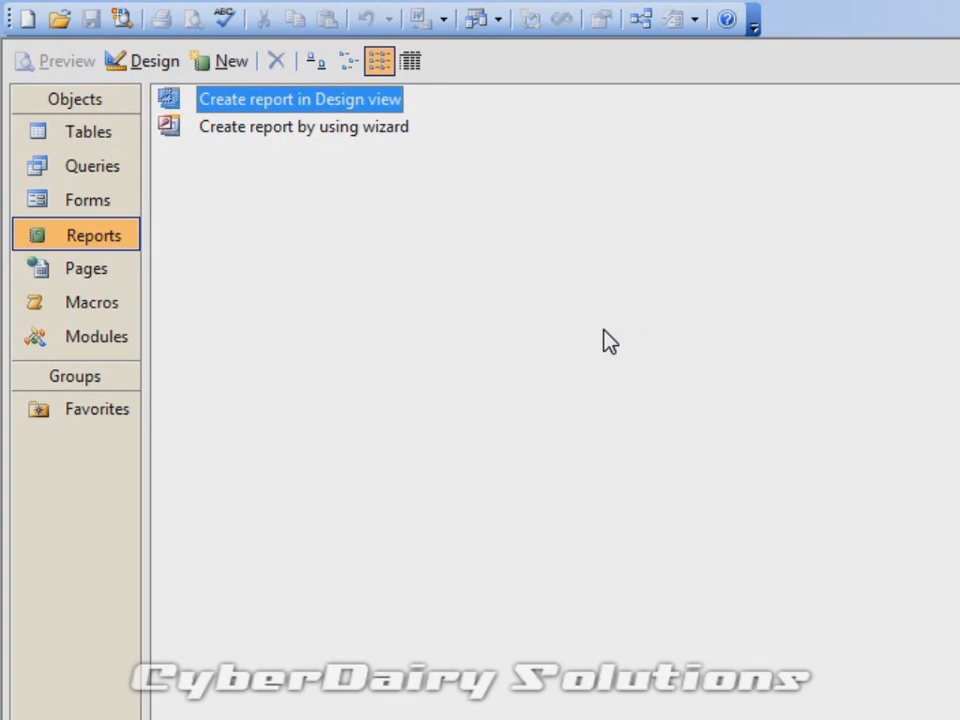 ABC
Preview Design New
Objects
Create report in Design view
Tables
Create report by using wizard
Queries
Forms
Reports
Pages
Macros
Modules
Groups
Favorites
CyberDairy Solutions